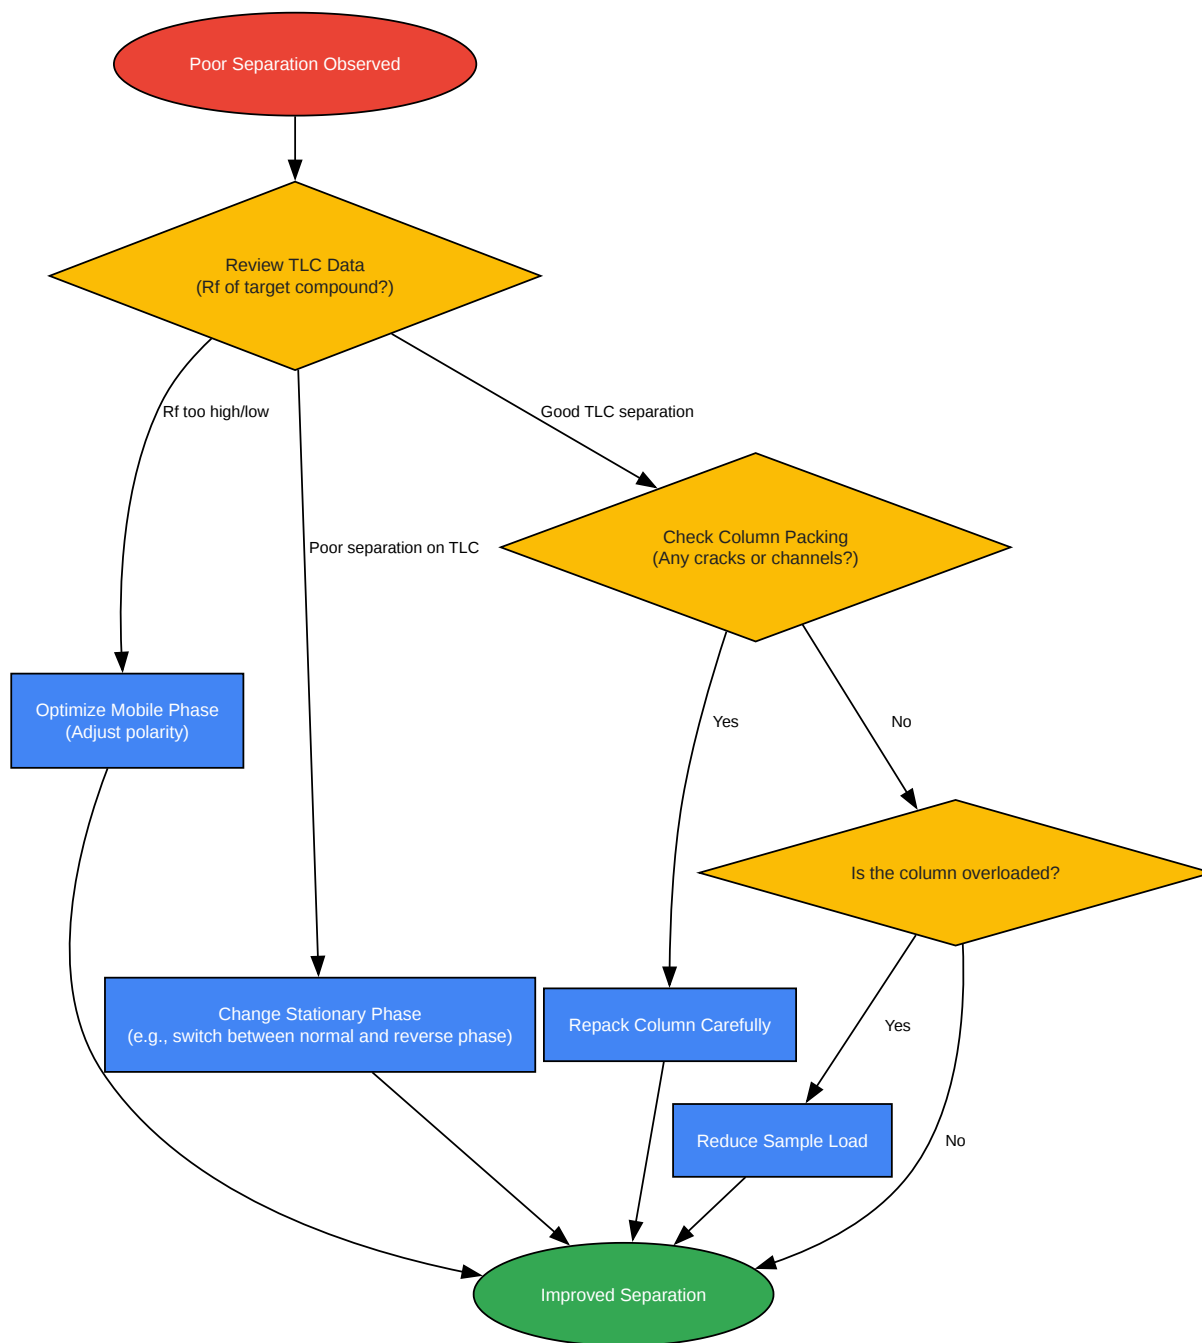 Poor Separation Observed
Review TLC Data
(Rf of target compound?)
Rf too high/low
Good TLC separation
Check Column Packing
(Any cracks or channels?)
Poor separation on TLC
Optimize Mobile Phase
(Adjust polarity)
Yes
No
Is the column overloaded?
Change Stationary Phase
(e.g., switch between normal and reverse phase)
Repack Column Carefully
Yes
Reduce Sample Load
No
Improved Separation